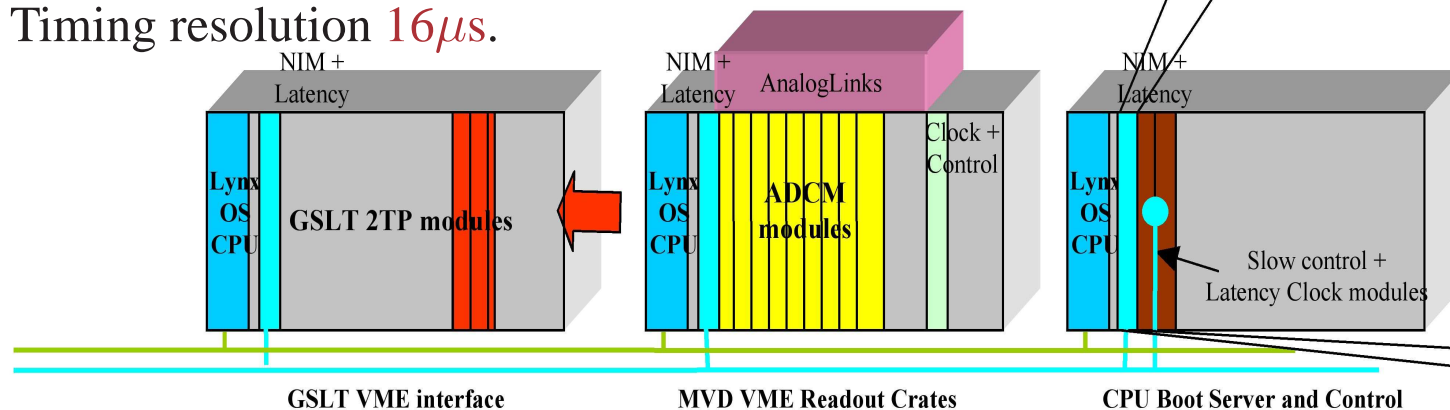 Timing resolution 16μs.
NIM +
Latency
NIM +
Latency
AnalogLinks
NIM +
Latency
Clock +
Control
Lynx
OS
CPU
GSLT 2TP modules
Lynx
OS
CPU
ADCM
modules
Lynx
OS
CPU
Slow control +
Latency Clock modules
GSLT VME interface
MVD VME Readout Crates
CPU Boot Server and Control